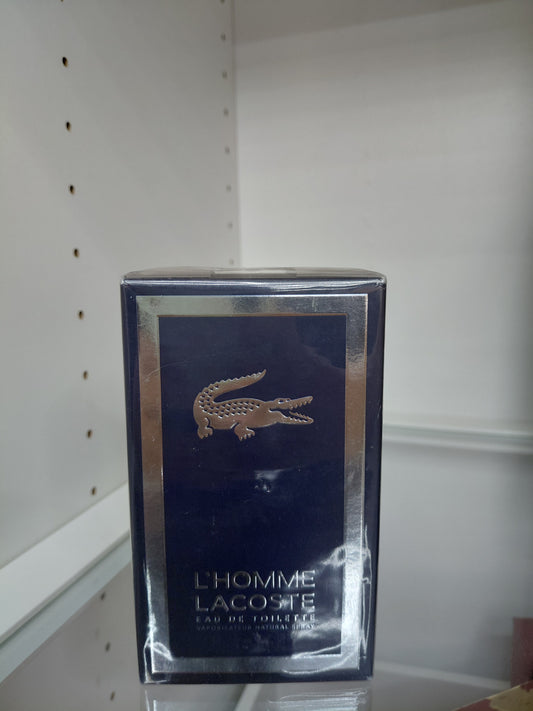 L'HOMME
LACOSTE
EAU DE TOILETTE
VAPORISATEUR NATURAL SPRAY